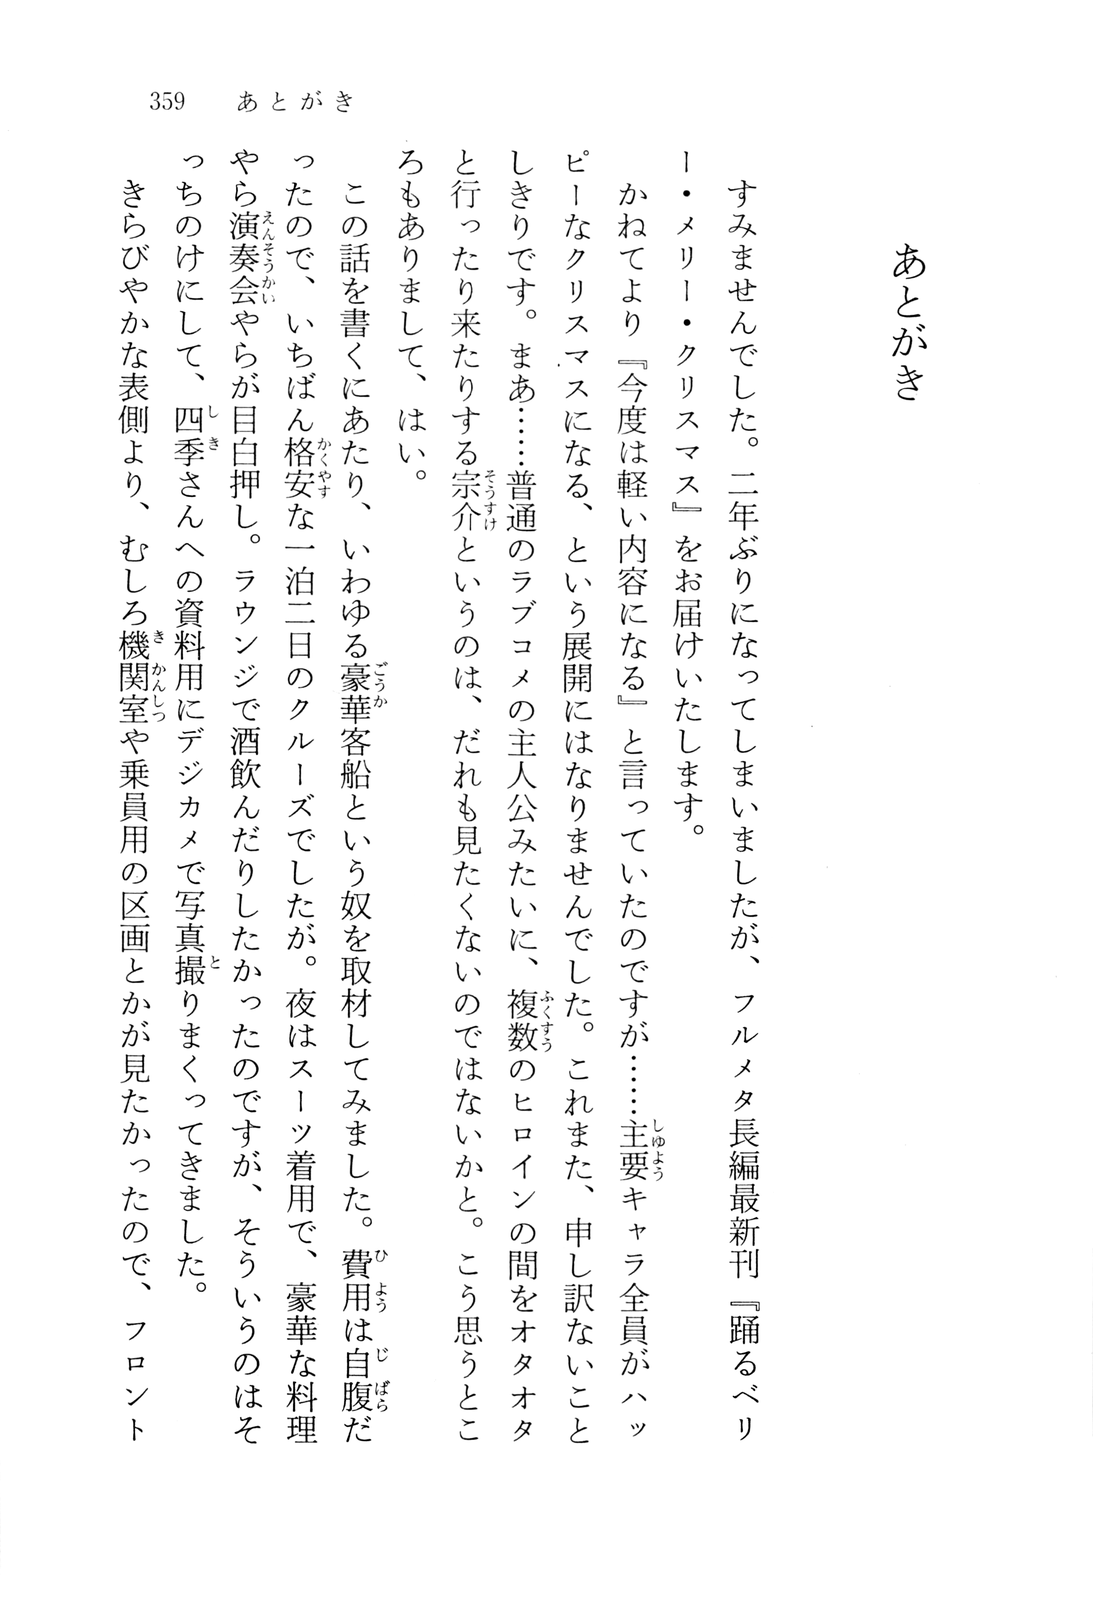 359 あとがき
あとがき
すみませんでした。二年ぶりになってしまいましたが、フルメタ長編最新刊『踊るベリ
ー・メリー・クリスマス』をお届けいたします。
かねてより『今度は軽い内容になる』と言っていたのですが……主要キャラ全員がハッ
ピーなクリスマスになる、という展開にはなりませんでした。これまた、申し訳ないこと
しきりです。まあ……普通のラブコメの主人公みたいに、複数のヒロインの間をオタオタ
と行ったり来たりする宗介というのは、だれも見たくないのではないかと。こう思うとこ
ろもありまして、はい。
この話を書くにあたり、いわゆる豪華客船という奴を取材してみました。費用は自腹だ
ったので、いちばん格安な一泊二日のクルーズでしたが。夜はスーツ着用で、豪華な料理
やら演奏会やらが目白押し。ラウンジで酒飲んだりしたかったのですが、そういうのはそ
っちのけにして、四季さんへの資料用にデジカメで写真撮りまくってきました。
きらびやかな表側より、むしろ機関室や乗員用の区画とかが見たかったので、フロント